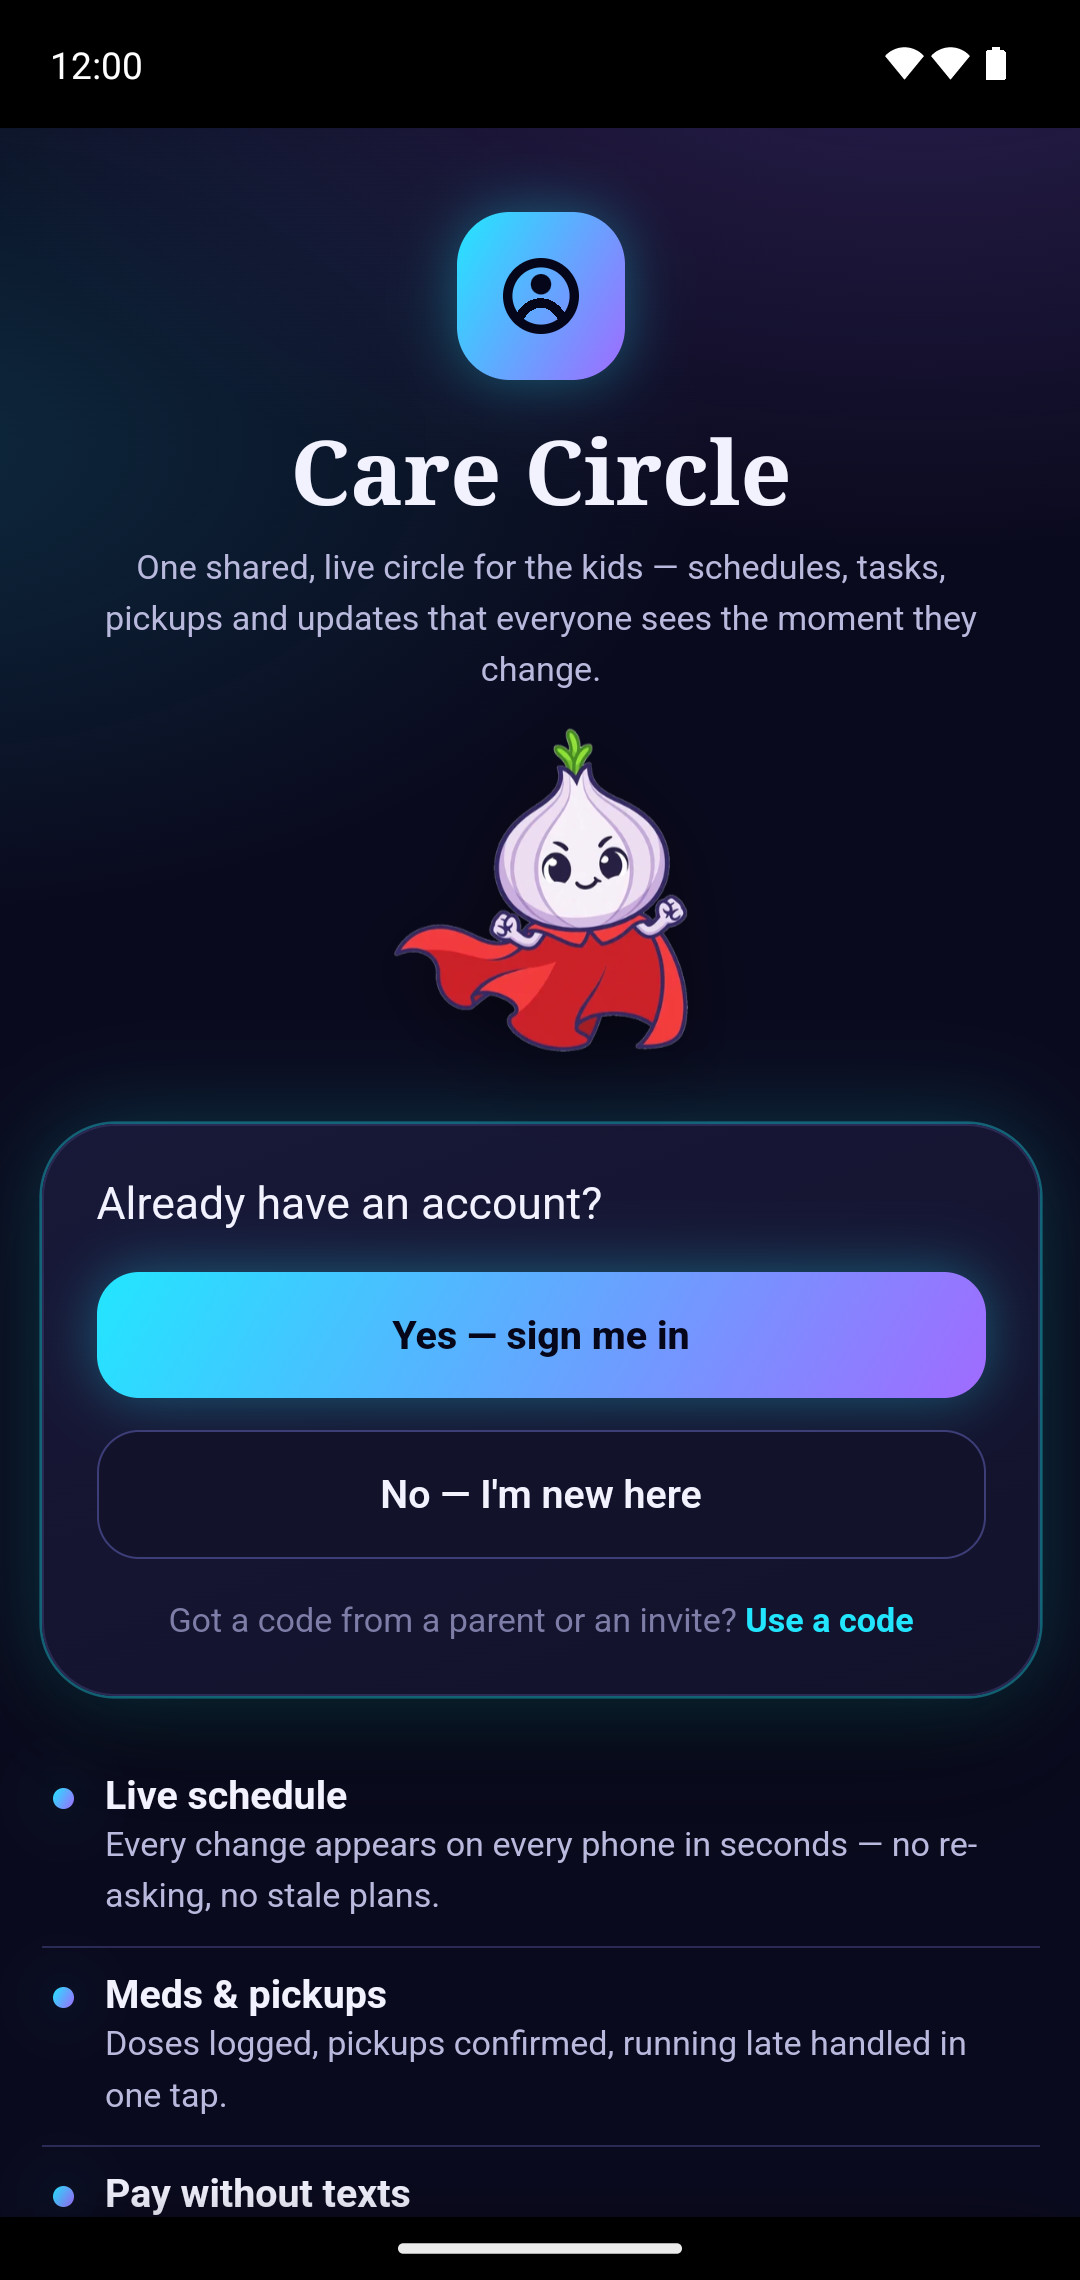 12:00
Care Circle
One shared, live circle for the kids — schedules, tasks,
pickups and updates that everyone sees the moment they
change.
Already have an account?
Yes — sign me in
No — I'm new here
Got a code from a parent or an invite? Use a code
Live schedule
Every change appears on every phone in seconds — no re-
asking, no stale plans.
Meds & pickups
Doses logged, pickups confirmed, running late handled in
one tap.
Pay without texts